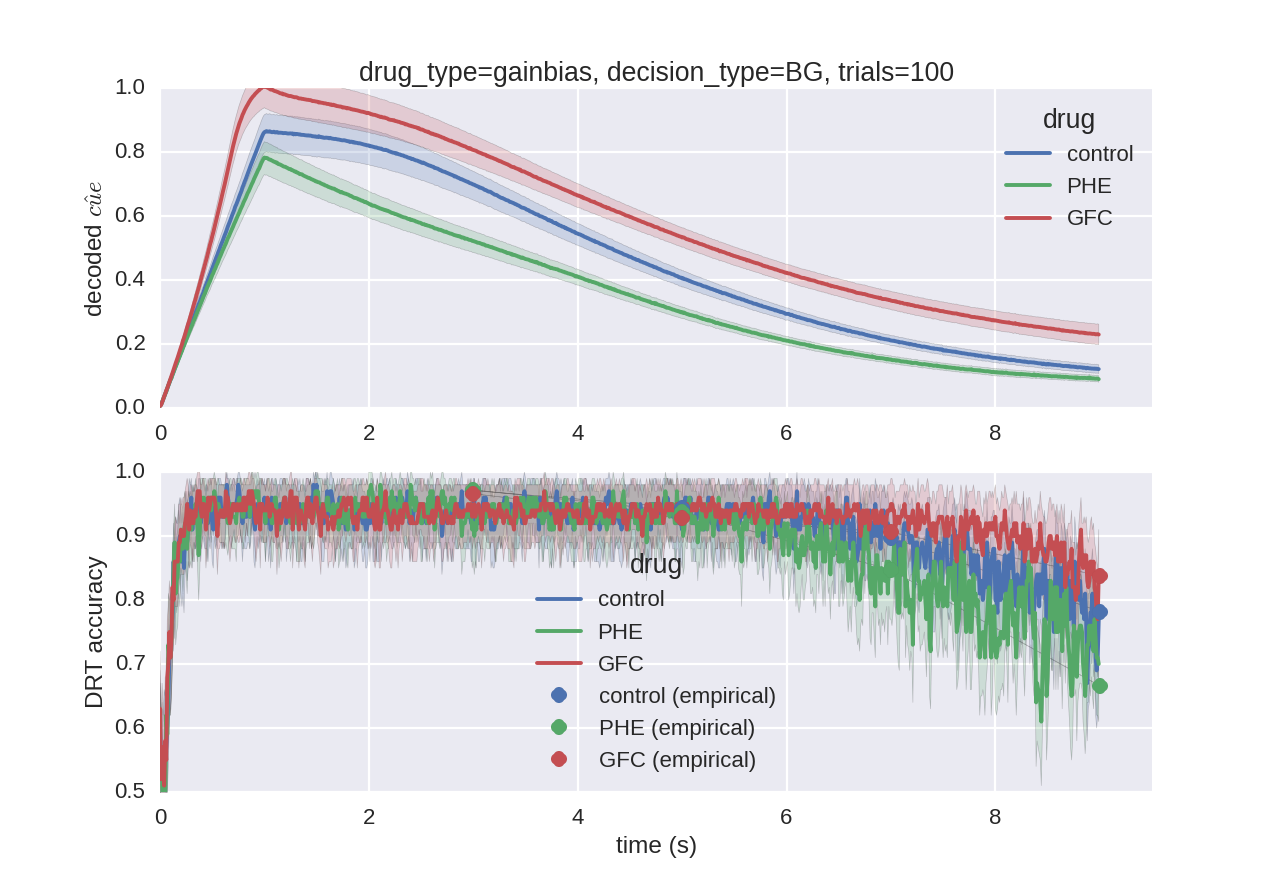 drug_type=gainbias, decision_type=BG, trials=100
1.0
0.8
0.6
0.4
0.2
0.0
decoded cûe
drug
control
PHE
GFC
0 2 4 6 8
1.0
0.9
0.8
0.7
0.6
0.5
DRT accuracy
drug
control
PHE
GFC
control (empirical)
PHE (empirical)
GFC (empirical)
0 2 4 6 8
time (s)